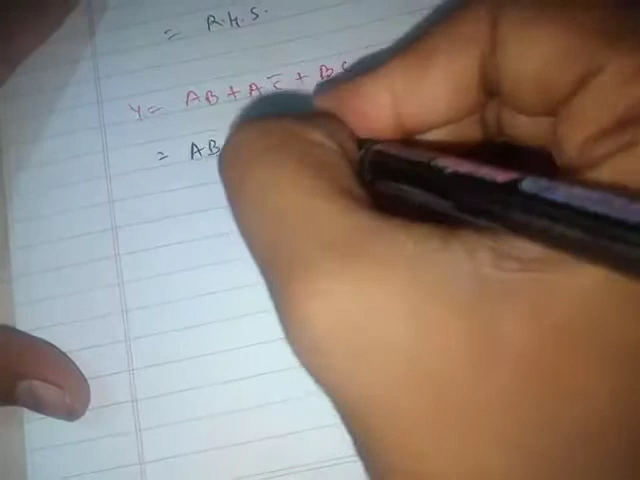 = R.H.S.
Y= AB + AC̅ + BC
= AB